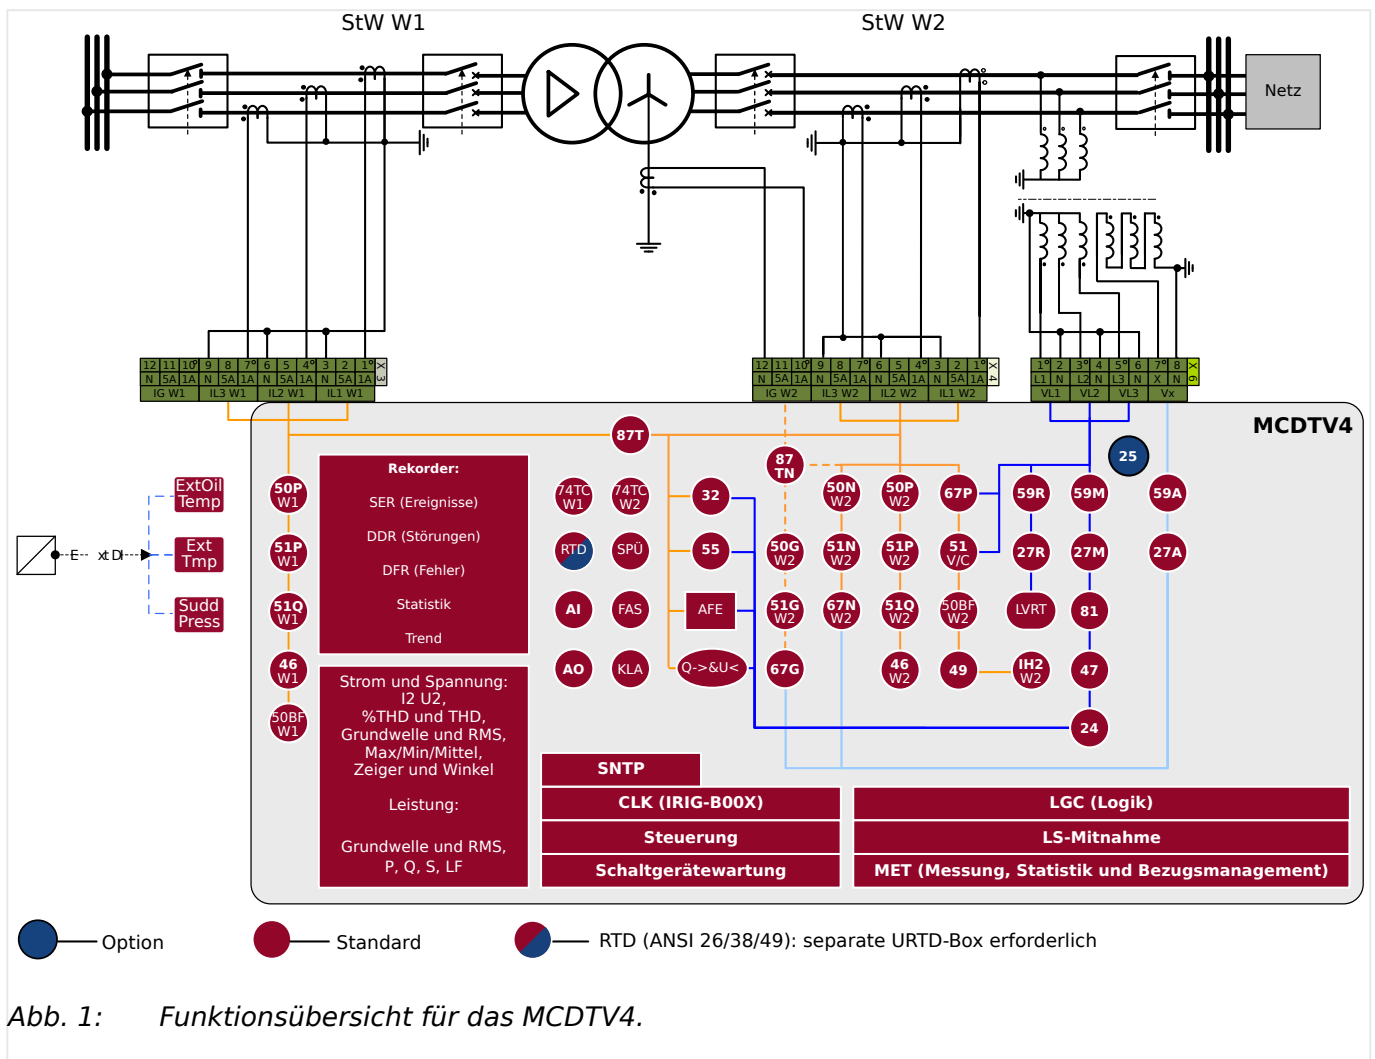 StW W1
StW W2
Netz
12 11 10 9 8 7 6 5 4 3 2 1
N 5A 1A N 5A 1A N 5A 1A N 5A 1A
IG W1 IL3 W1 IL2 W1 IL1 W1
X 3
12 11 10 9 8 7 6 5 4 3 2 1
N 5A 1A N 5A 1A N 5A 1A N 5A 1A
IG W2 IL3 W2 IL2 W2 IL1 W2
X 4
1 2 3 4 5 6 7 8
L1 N L2 N L3 N X N
VL1 VL2 VL3 Vx
X 6
MCDTV4
87T
87
TN
25
ExtOil
Temp
Ext
Tmp
Sudd
Press
E xt DI
50P
W1
51P
W1
51Q
W1
46
W1
50BF
W1
Rekorder:
SER (Ereignisse)
DDR (Störungen)
DFR (Fehler)
Statistik
Trend
Strom und Spannung:
I2 U2,
%THD und THD,
Grundwelle und RMS,
Max/Min/Mittel,
Zeiger und Winkel
Leistung:
Grundwelle und RMS,
P, Q, S, LF
74TC
W1
74TC
W2
RTD
SPÜ
AI
FAS
AO
KLA
32
55
AFE
Q->&U<
50G
W2
51G
W2
67G
50N
W2
51N
W2
67N
W2
50P
W2
51P
W2
51Q
W2
46
W2
67P
51
V/C
50BF
W2
49
IH2
W2
59R
27R
LVRT
59M
27M
81
47
24
59A
27A
SNTP
CLK (IRIG-B00X)
Steuerung
Schaltgerätewartung
LGC (Logik)
LS-Mitnahme
MET (Messung, Statistik und Bezugsmanagement)
Option
Standard
RTD (ANSI 26/38/49): separate URTD-Box erforderlich
Abb. 1: Funktionsübersicht für das MCDTV4.